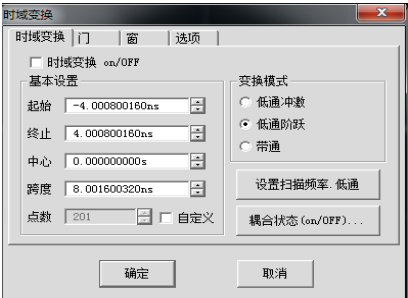 时域变换
时域变换 门 窗 选项
时域变换 on/OFF
基本设置
起始 -4.000800160ns
终止 4.000800160ns
中心 0.000000000s
跨度 8.001600320ns
点数 201 自定义
变换模式
低通冲激
低通阶跃
带通
设置扫描频率.低通
耦合状态(on/OFF)...
确定 取消